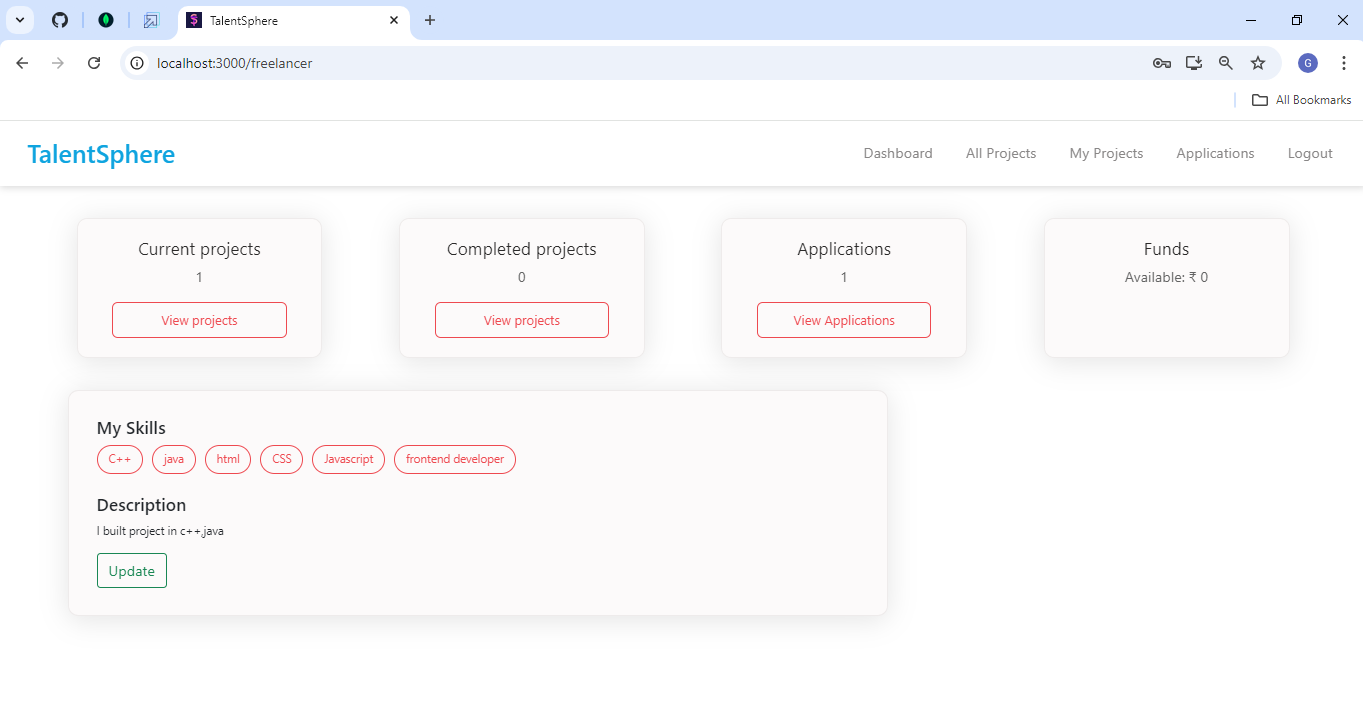 TalentSphere
localhost:3000/freelancer
G
All Bookmarks
TalentSphere Dashboard All Projects My Projects Applications Logout
Current projects Completed projects Applications Funds
1 0 1 Available: ₹ 0
View projects View projects View Applications
My Skills
C++ java html CSS Javascript frontend developer
Description
I built project in c++,java
Update